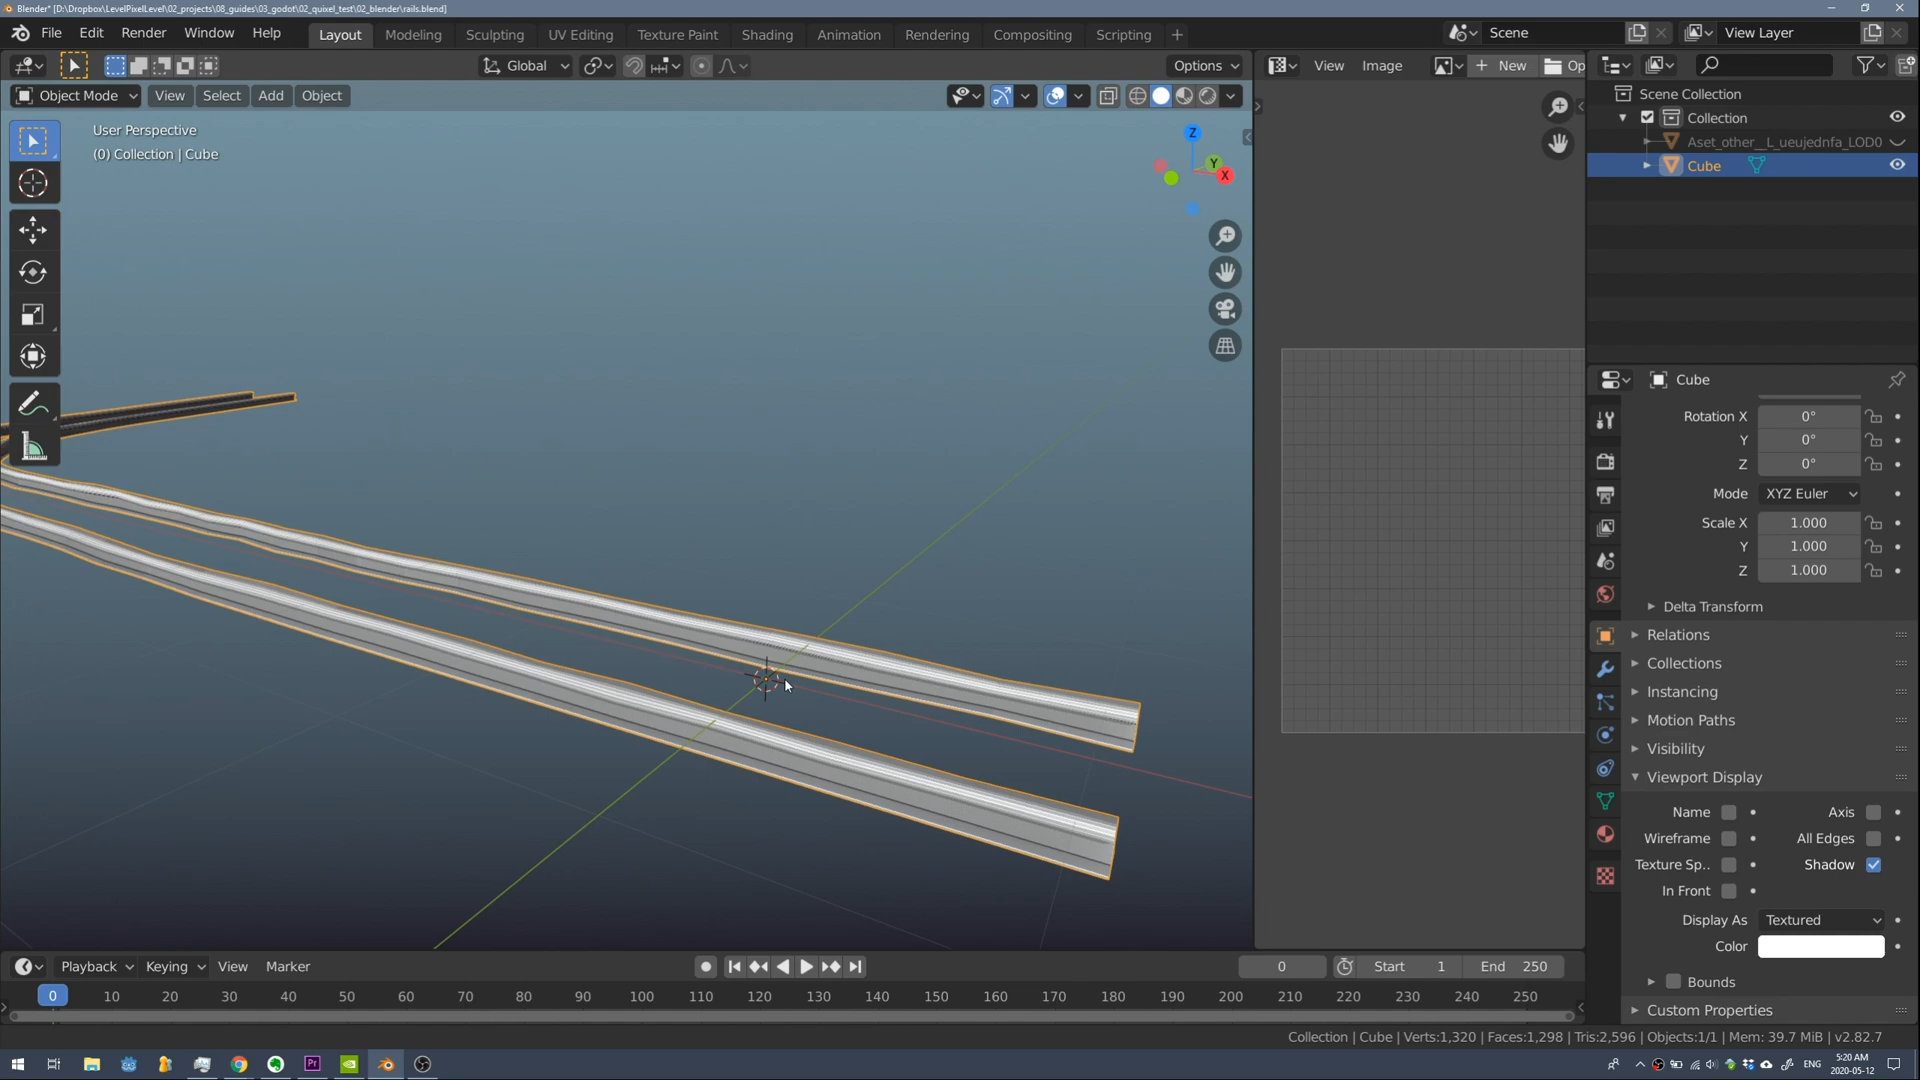 Blender* [D:\Dropbox\LevelPixelLevel\02_projects\08_guides\03_godot\02_quixel_test\02_blender\rails.blend]
File Edit Render Window Help Layout Modeling Sculpting UV Editing Texture Paint Shading Animation Rendering Compositing Scripting + Scene View Layer
Global Options View Image + New Op
Object Mode View Select Add Object
User Perspective
(0) Collection | Cube
Z
Y
X
Scene Collection
Collection
Aset_other__L_ueujednfa_LOD0
Cube
Cube
Rotation X 0°
Y 0°
Z 0°
Mode XYZ Euler
Scale X 1.000
Y 1.000
Z 1.000
Delta Transform
Relations
Collections
Instancing
Motion Paths
Visibility
Viewport Display
Name Axis
Wireframe All Edges
Texture Sp.. Shadow
In Front
Display As Textured
Color
Bounds
Custom Properties
Playback Keying View Marker 0 Start 1 End 250
0 10 20 30 40 50 60 70 80 90 100 110 120 130 140 150 160 170 180 190 200 210 220 230 240 250
Collection | Cube | Verts:1,320 | Faces:1,298 | Tris:2,596 | Objects:1/1 | Mem: 39.7 MiB | v2.82.7
Pr ENG 5:20 AM
2020-05-12